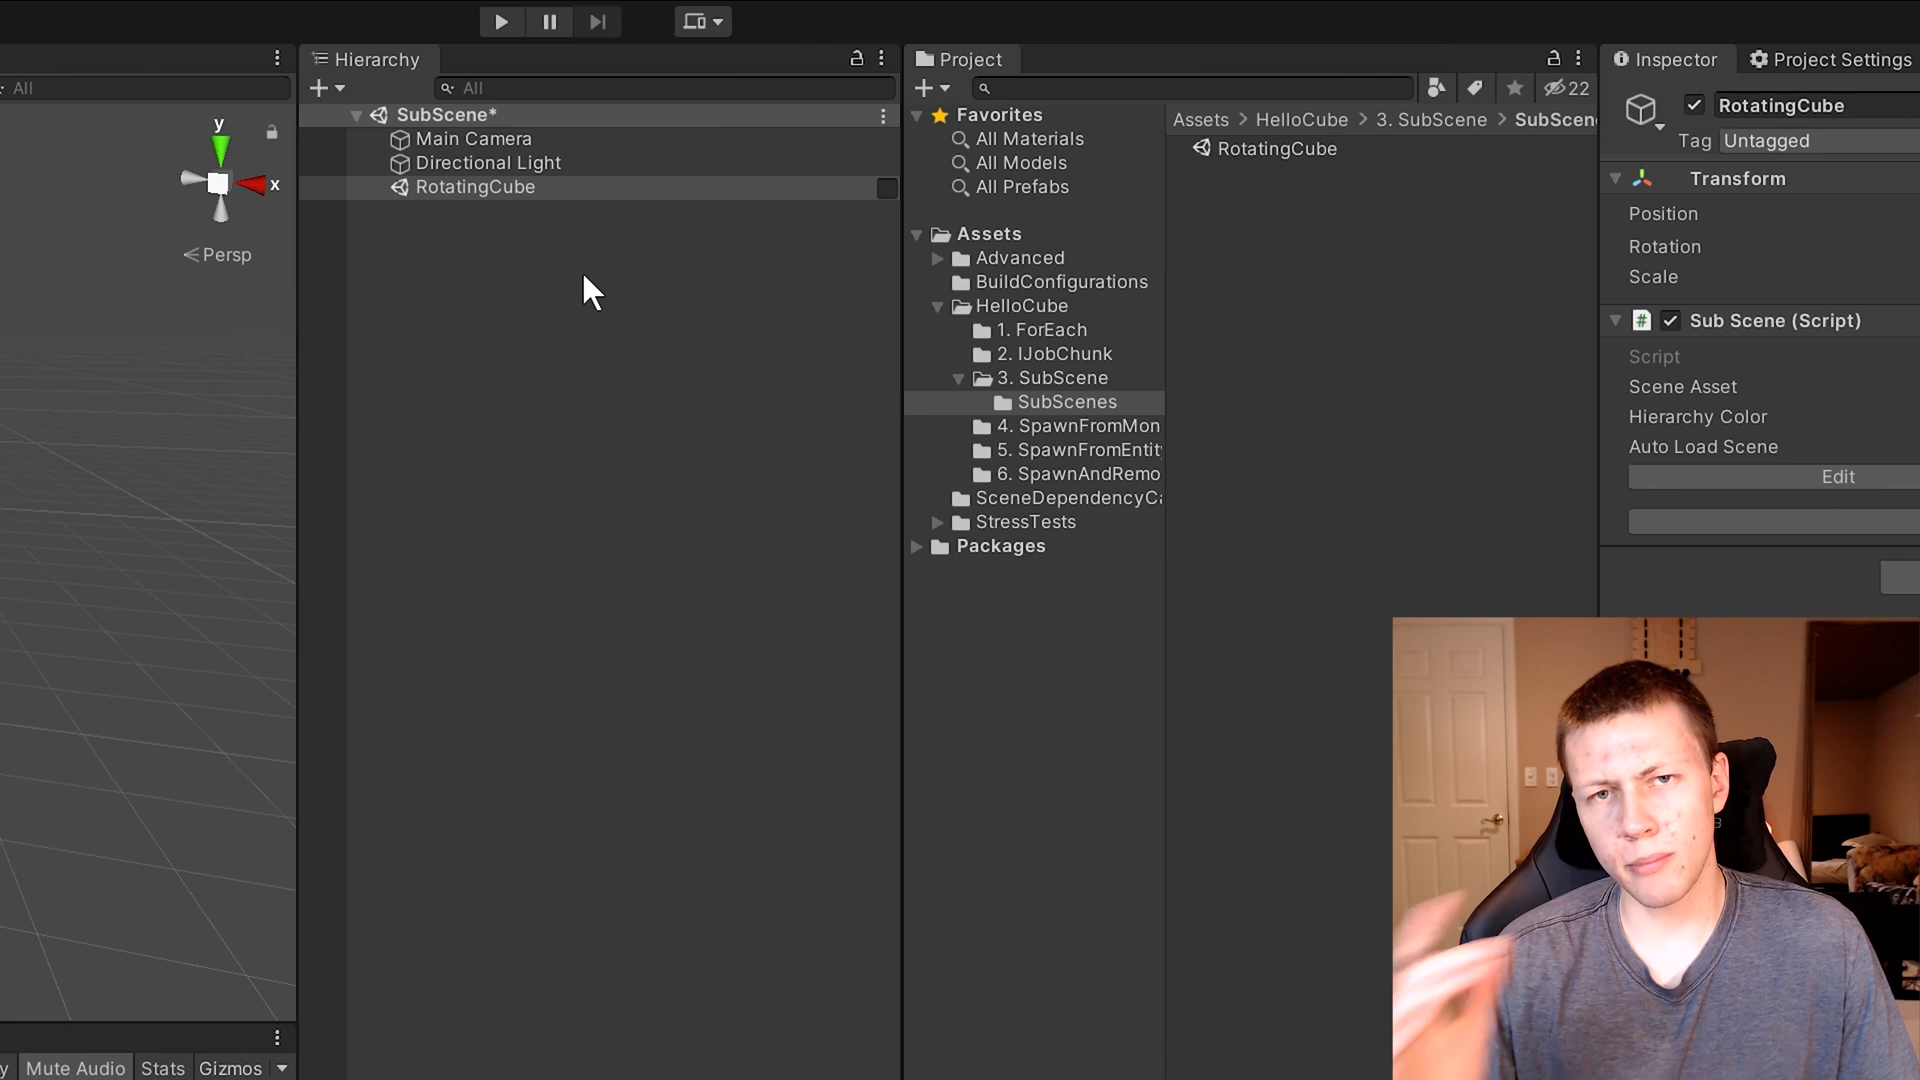 Hierarchy
All
All
SubScene*
Main Camera
Directional Light
RotatingCube
y
x
Persp
Mute Audio
Stats
Gizmos
y
Project
22
Favorites
All Materials
All Models
All Prefabs
Assets
Advanced
BuildConfigurations
HelloCube
1. ForEach
2. IJobChunk
3. SubScene
SubScenes
4. SpawnFromMon
5. SpawnFromEntit
6. SpawnAndRemo
SceneDependencyCa
StressTests
Packages
Assets > HelloCube > 3. SubScene > SubScen
RotatingCube
Inspector
Project Settings
RotatingCube
Tag Untagged
Transform
Position
Rotation
Scale
# Sub Scene (Script)
Script
Scene Asset
Hierarchy Color
Auto Load Scene
Edit